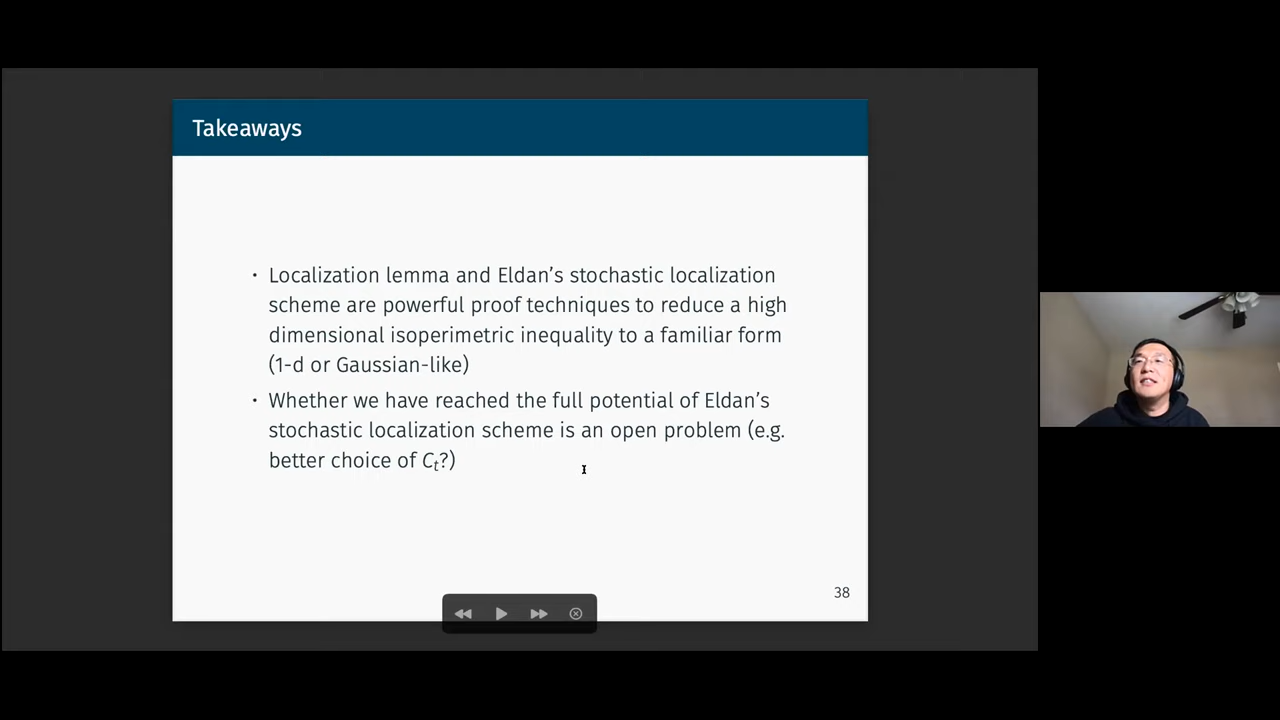 Takeaways
• Localization lemma and Eldan’s stochastic localization
scheme are powerful proof techniques to reduce a high
dimensional isoperimetric inequality to a familiar form
(1-d or Gaussian-like)
• Whether we have reached the full potential of Eldan’s
stochastic localization scheme is an open problem (e.g.
better choice of Cₜ?)
38